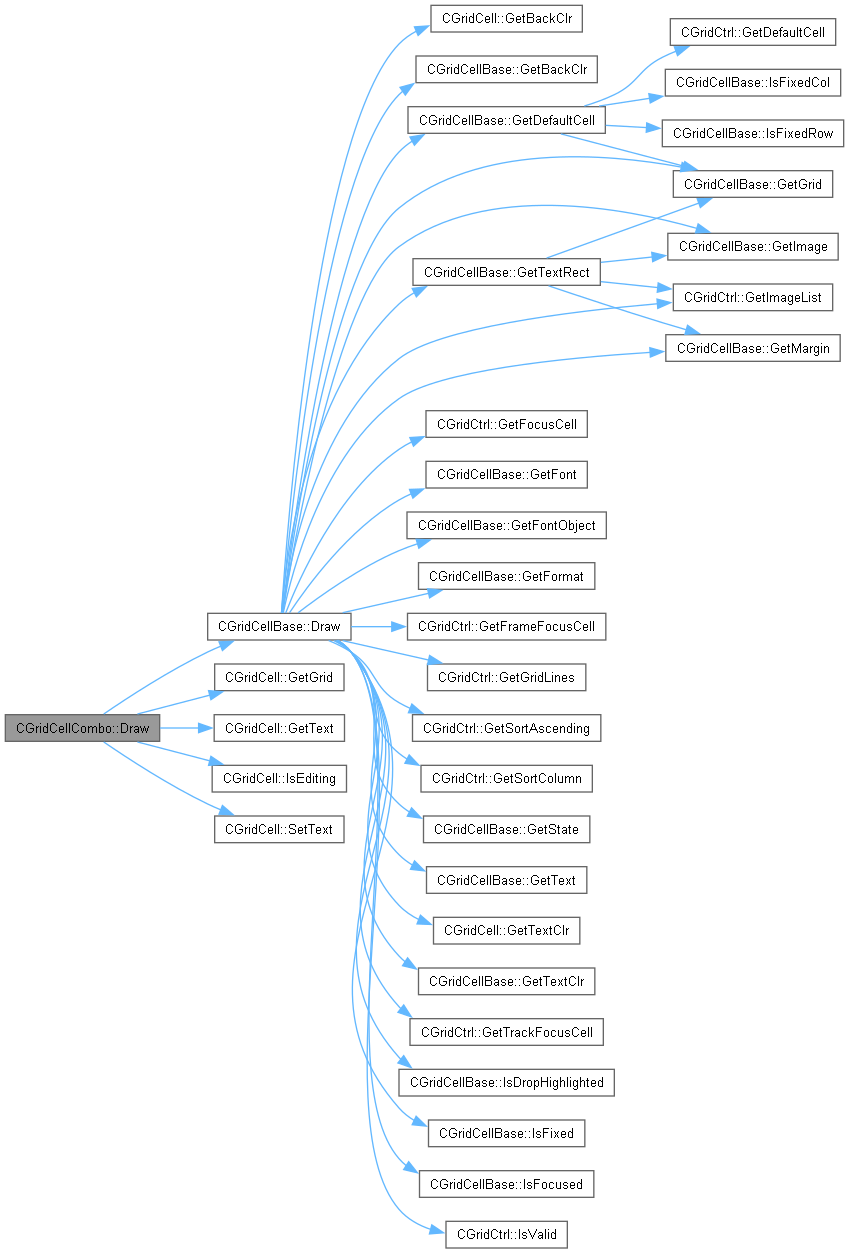 CGridCell::GetBackClr
CGridCtrl::GetDefaultCell
CGridCellBase::GetBackClr
CGridCellBase::IsFixedCol
CGridCellBase::GetDefaultCell
CGridCellBase::IsFixedRow
CGridCellBase::GetGrid
CGridCellBase::GetImage
CGridCellBase::GetTextRect
CGridCtrl::GetImageList
CGridCellBase::GetMargin
CGridCtrl::GetFocusCell
CGridCellBase::GetFont
CGridCellBase::GetFontObject
CGridCellBase::GetFormat
CGridCellBase::Draw
CGridCtrl::GetFrameFocusCell
CGridCell::GetGrid
CGridCtrl::GetGridLines
CGridCellCombo::Draw
CGridCell::GetText
CGridCtrl::GetSortAscending
CGridCell::IsEditing
CGridCtrl::GetSortColumn
CGridCell::SetText
CGridCellBase::GetState
CGridCellBase::GetText
CGridCell::GetTextClr
CGridCellBase::GetTextClr
CGridCtrl::GetTrackFocusCell
CGridCellBase::IsDropHighlighted
CGridCellBase::IsFixed
CGridCellBase::IsFocused
CGridCtrl::IsValid